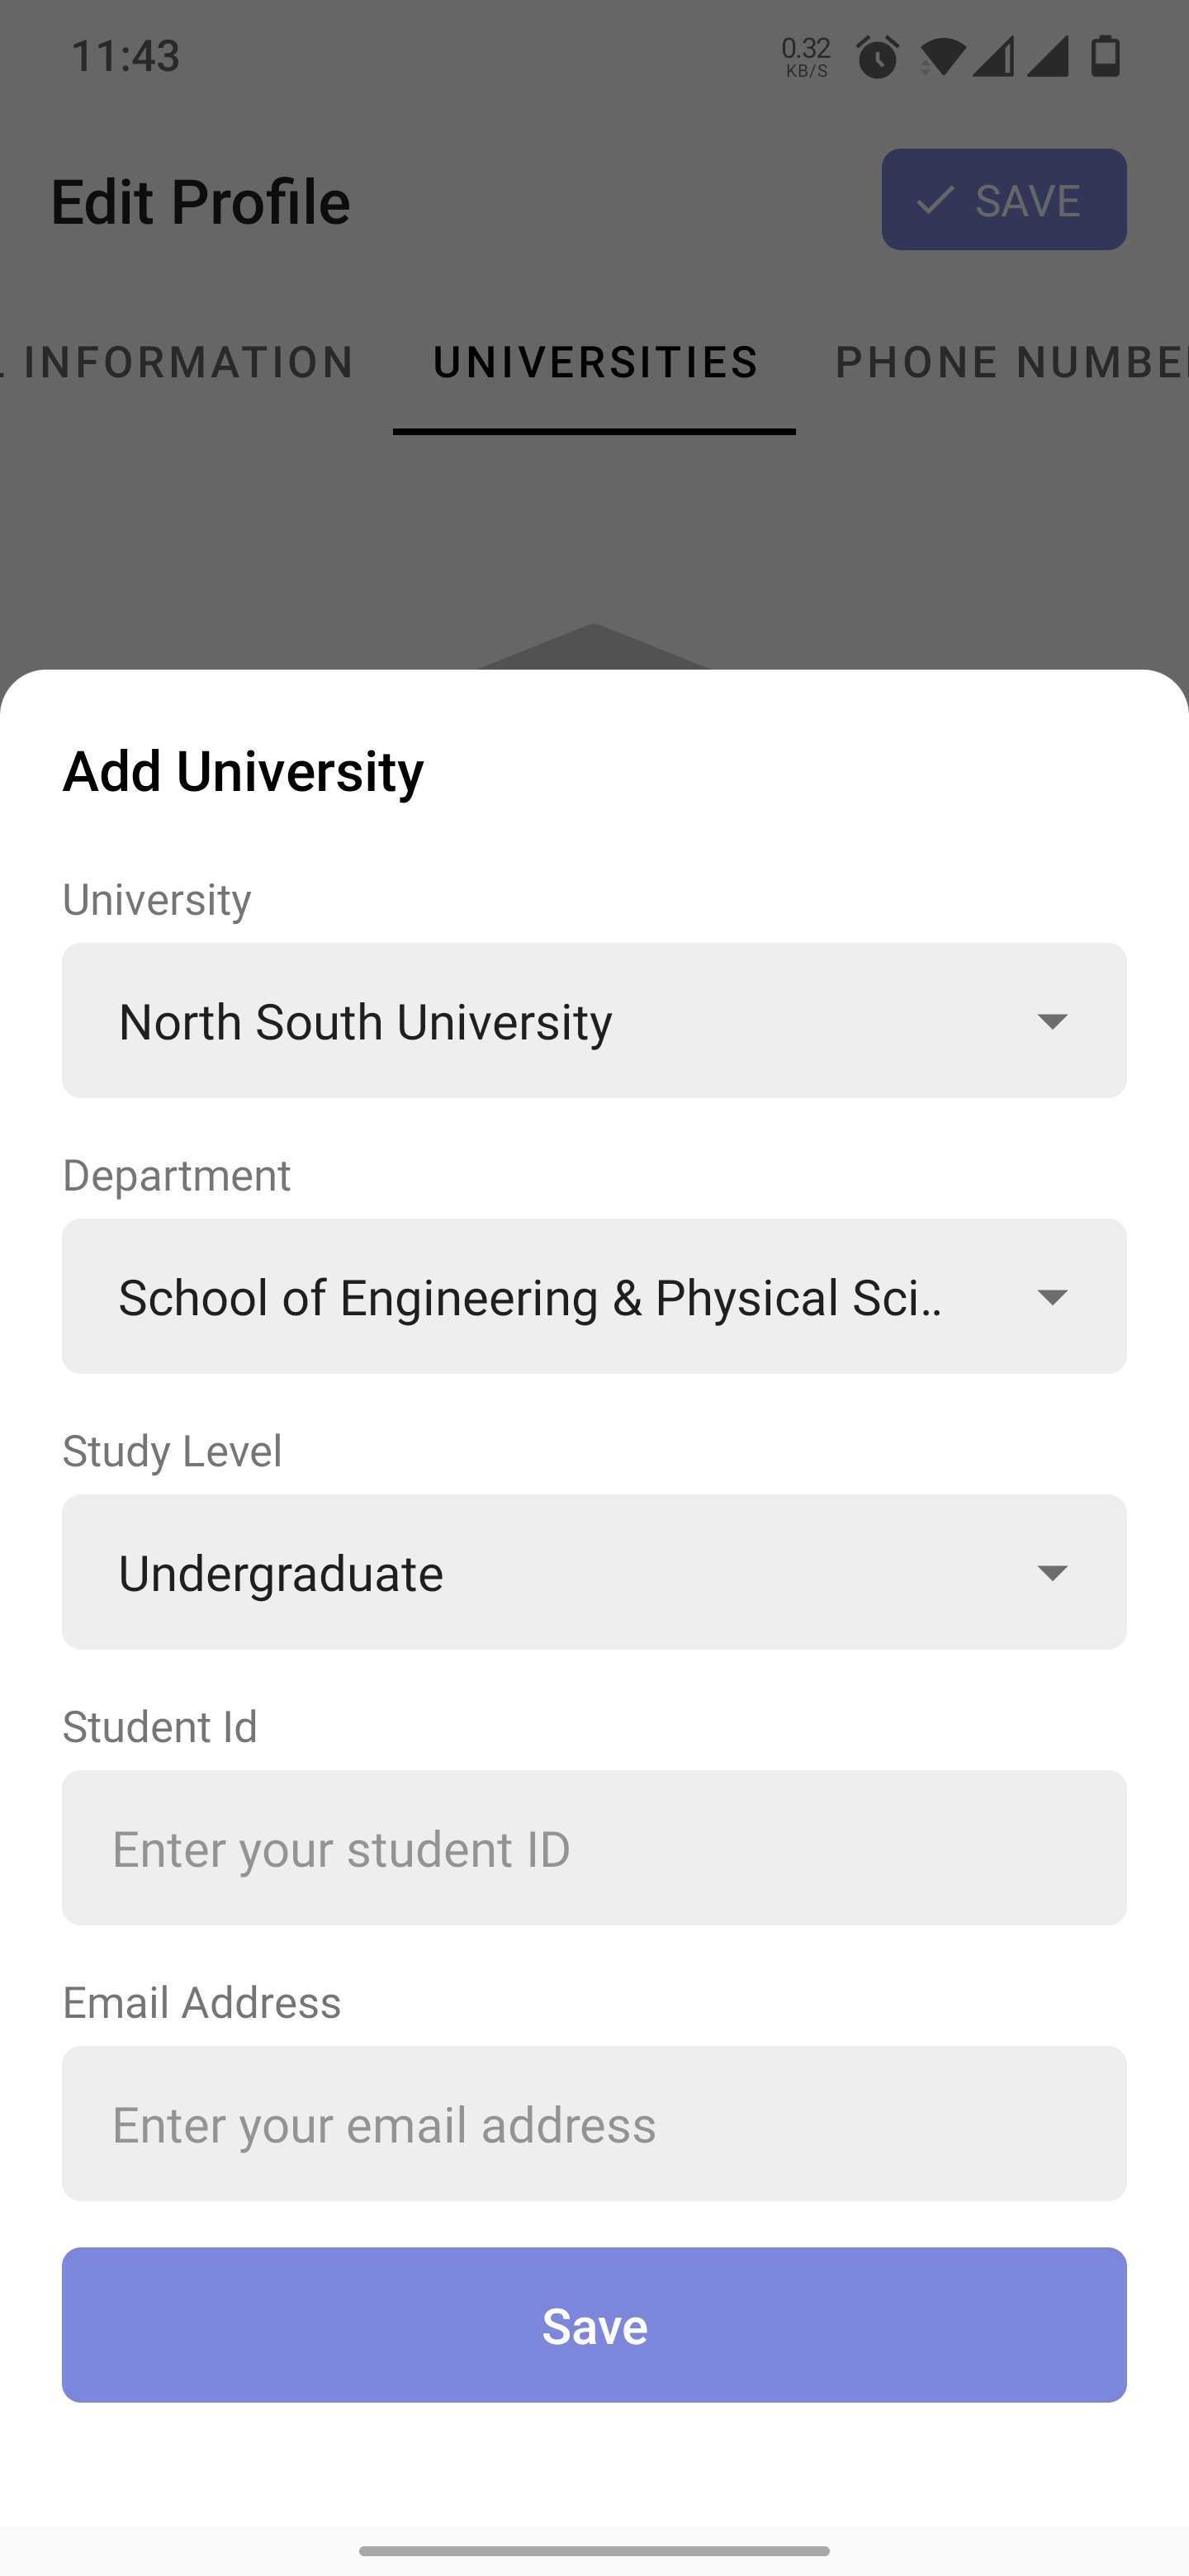 11:43
0.32
KB/S
Edit Profile
SAVE
INFORMATION UNIVERSITIES PHONE NUMBE
Add University
University
North South University
Department
School of Engineering & Physical Sci..
Study Level
Undergraduate
Student Id
Enter your student ID
Email Address
Enter your email address
Save